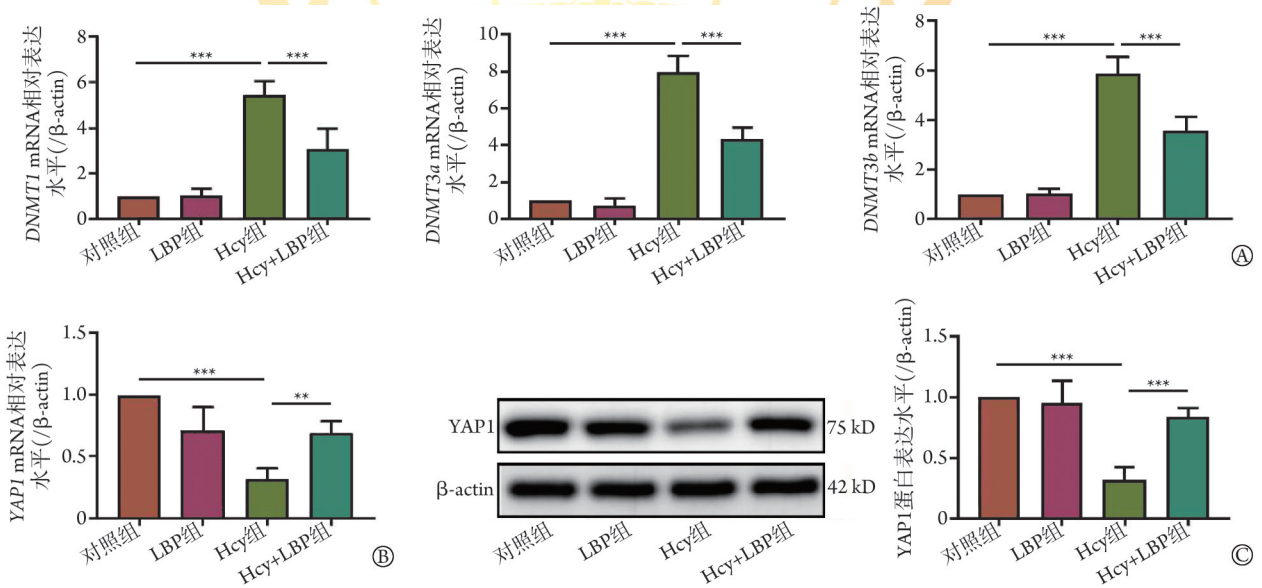 DNMT1 mRNA相对表达
水平(/β-actin)
8
6
4
2
0
***
***
对照组
LBP组
Hcy组
Hcy+LBP组
DNMT3a mRNA相对表达
水平(/β-actin)
10
8
6
4
2
0
***
***
对照组
LBP组
Hcy组
Hcy+LBP组
DNMT3b mRNA相对表达
水平(/β-actin)
8
6
4
2
0
***
***
对照组
LBP组
Hcy组
Hcy+LBP组
Ⓐ
YAP1 mRNA相对表达
水平(/β-actin)
1.5
1.0
0.5
0
***
**
对照组
LBP组
Hcy组
Hcy+LBP组
Ⓑ
YAP1
75 kD
β-actin
42 kD
对照组
LBP组
Hcy组
Hcy+LBP组
YAP1蛋白表达水平(/β-actin)
1.5
1.0
0.5
0
***
***
对照组
LBP组
Hcy组
Hcy+LBP组
Ⓒ